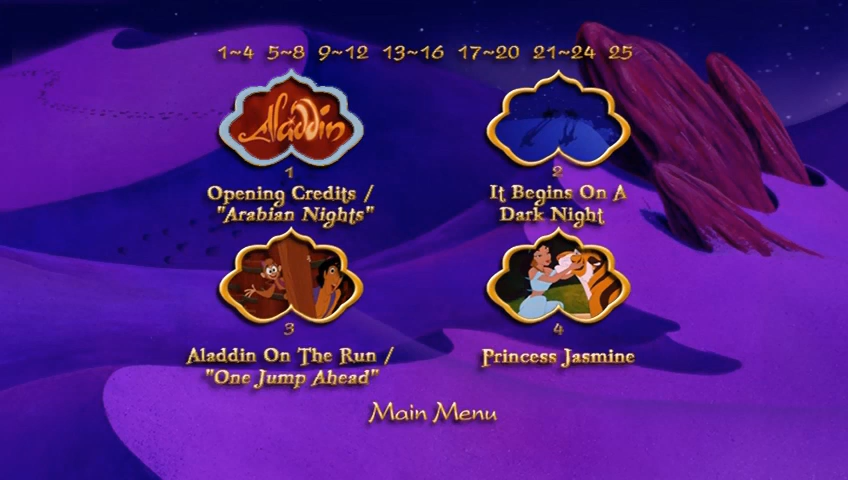 1~4 5~8 9~12 13~16 17~20 21~24 25
Aladdin
1
Opening Credits /
"Arabian Nights"
2
It Begins On A
Dark Night
3
Aladdin On The Run /
"One Jump Ahead"
4
Princess Jasmine
Main Menu